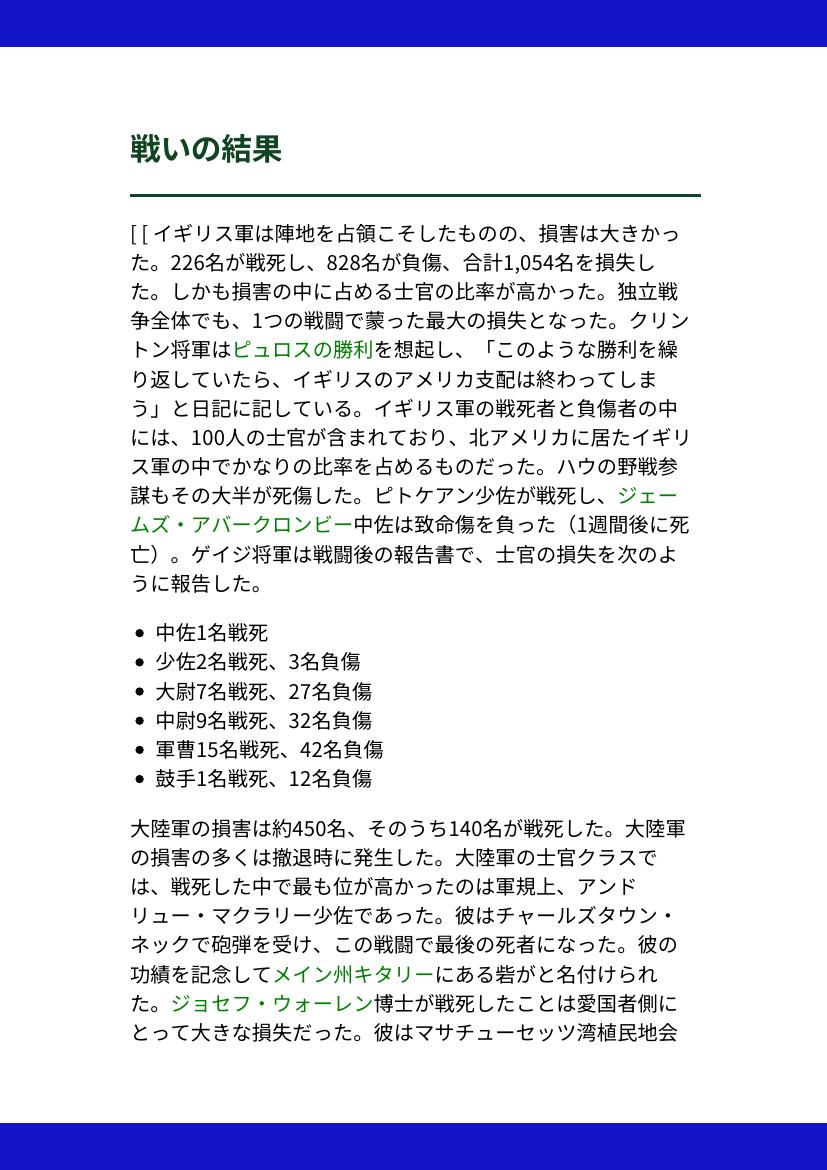 戦いの結果
[ [ イギリス軍は陣地を占領こそしたものの、損害は大きかっ
た。226名が戦死し、828名が負傷、合計1,054名を損失し
た。しかも損害の中に占める士官の比率が高かった。独立戦
争全体でも、1つの戦闘で蒙った最大の損失となった。クリン
トン将軍はピュロスの勝利を想起し、「このような勝利を繰
り返していたら、イギリスのアメリカ支配は終わってしま
う」と日記に記している。イギリス軍の戦死者と負傷者の中
には、100人の士官が含まれており、北アメリカに居たイギリ
ス軍の中でかなりの比率を占めるものだった。ハウの野戦参
謀もその大半が死傷した。ピトケアン少佐が戦死し、ジェー
ムズ・アバークロンビー中佐は致命傷を負った（1週間後に死
亡）。ゲイジ将軍は戦闘後の報告書で、士官の損失を次のよ
うに報告した。
• 中佐1名戦死
• 少佐2名戦死、3名負傷
• 大尉7名戦死、27名負傷
• 中尉9名戦死、32名負傷
• 軍曹15名戦死、42名負傷
• 鼓手1名戦死、12名負傷
大陸軍の損害は約450名、そのうち140名が戦死した。大陸軍
の損害の多くは撤退時に発生した。大陸軍の士官クラスで
は、戦死した中で最も位が高かったのは軍規上、アンド
リュー・マクラリー少佐であった。彼はチャールズタウン・
ネックで砲弾を受け、この戦闘で最後の死者になった。彼の
功績を記念してメイン州キタリーにある砦がと名付けられ
た。ジョセフ・ウォーレン博士が戦死したことは愛国者側に
とって大きな損失だった。彼はマサチューセッツ湾植民地会